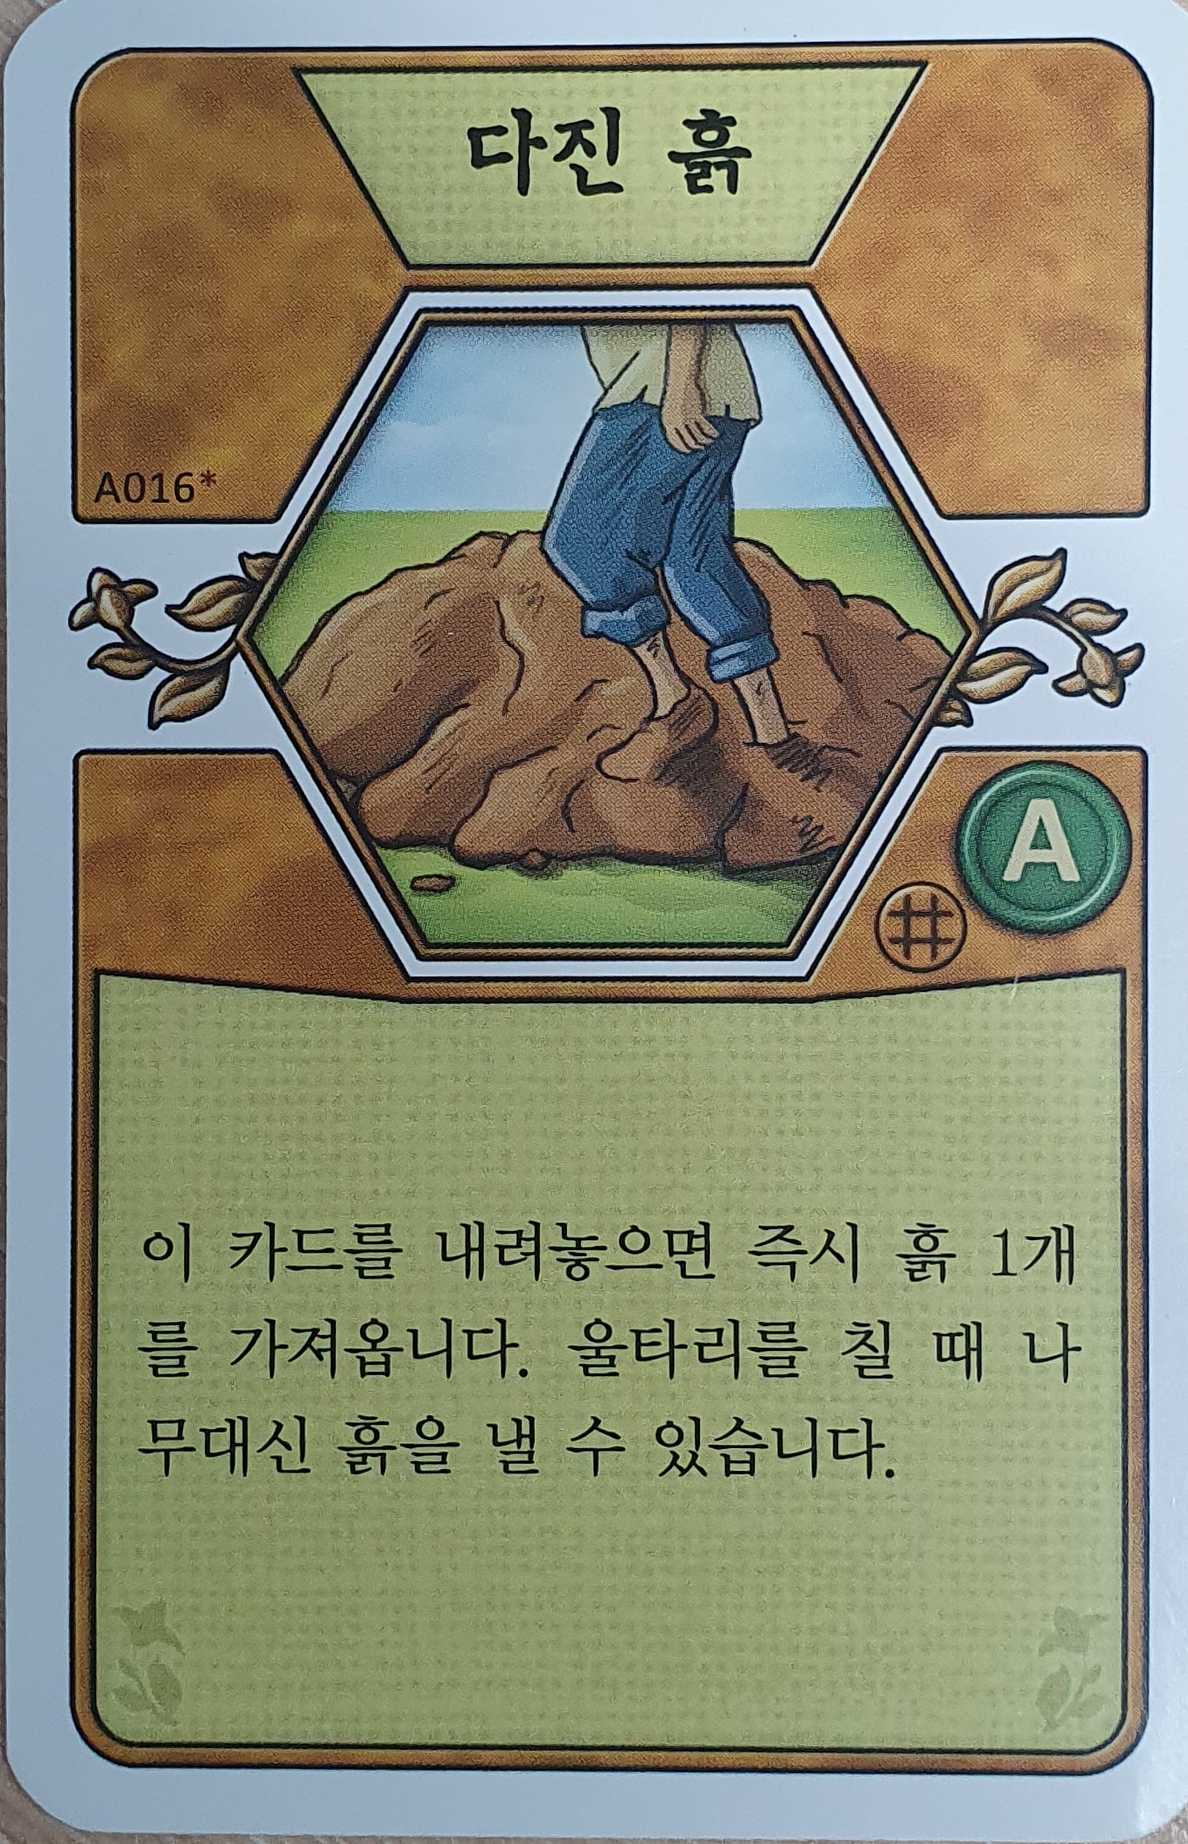 다진 흙
A016*
A
이 카드를 내려놓으면 즉시 흙 1개
를 가져옵니다. 울타리를 칠 때 나
무대신 흙을 낼 수 있습니다.